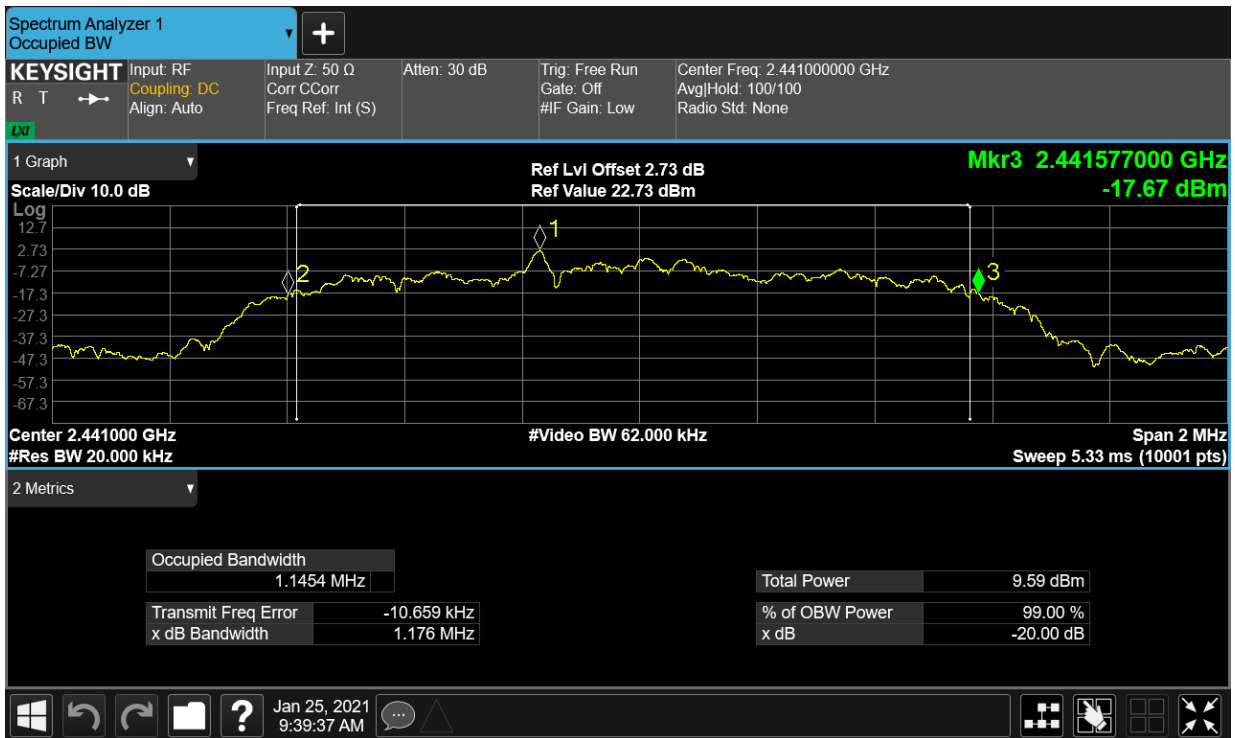 Spectrum Analyzer 1
Occupied BW
KEYSIGHT
R T
LXI
Input: RF
Coupling: DC
Align: Auto
Input Z: 50 Ω
Corr CCorr
Freq Ref: Int (S)
Atten: 30 dB
Trig: Free Run
Gate: Off
#IF Gain: Low
Center Freq: 2.441000000 GHz
Avg|Hold: 100/100
Radio Std: None
1 Graph
Scale/Div 10.0 dB
Ref Lvl Offset 2.73 dB
Ref Value 22.73 dBm
Mkr3 2.441577000 GHz
-17.67 dBm
Log
12.7
2.73
-7.27
-17.3
-27.3
-37.3
-47.3
-57.3
-67.3
1
2
3
Center 2.441000 GHz
#Video BW 62.000 kHz
Span 2 MHz
#Res BW 20.000 kHz
Sweep 5.33 ms (10001 pts)
2 Metrics
Occupied Bandwidth
1.1454 MHz
Total Power 9.59 dBm
Transmit Freq Error -10.659 kHz
% of OBW Power 99.00 %
x dB Bandwidth 1.176 MHz
x dB -20.00 dB
?
Jan 25, 2021
9:39:37 AM